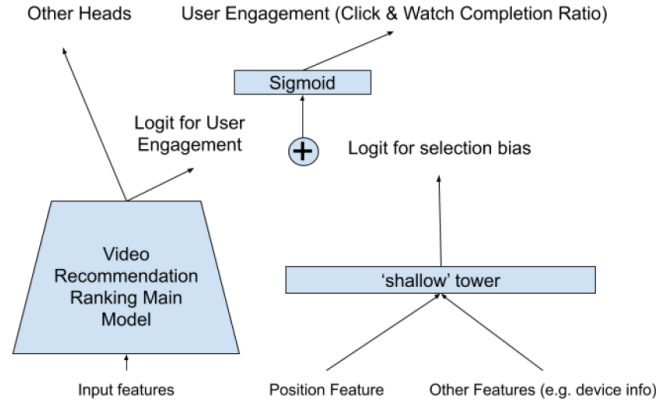 Other Heads
User Engagement (Click & Watch Completion Ratio)
Sigmoid
Logit for User
Engagement
+
Logit for selection bias
Video
Recommendation
Ranking Main
Model
‘shallow’ tower
Input features
Position Feature
Other Features (e.g. device info)